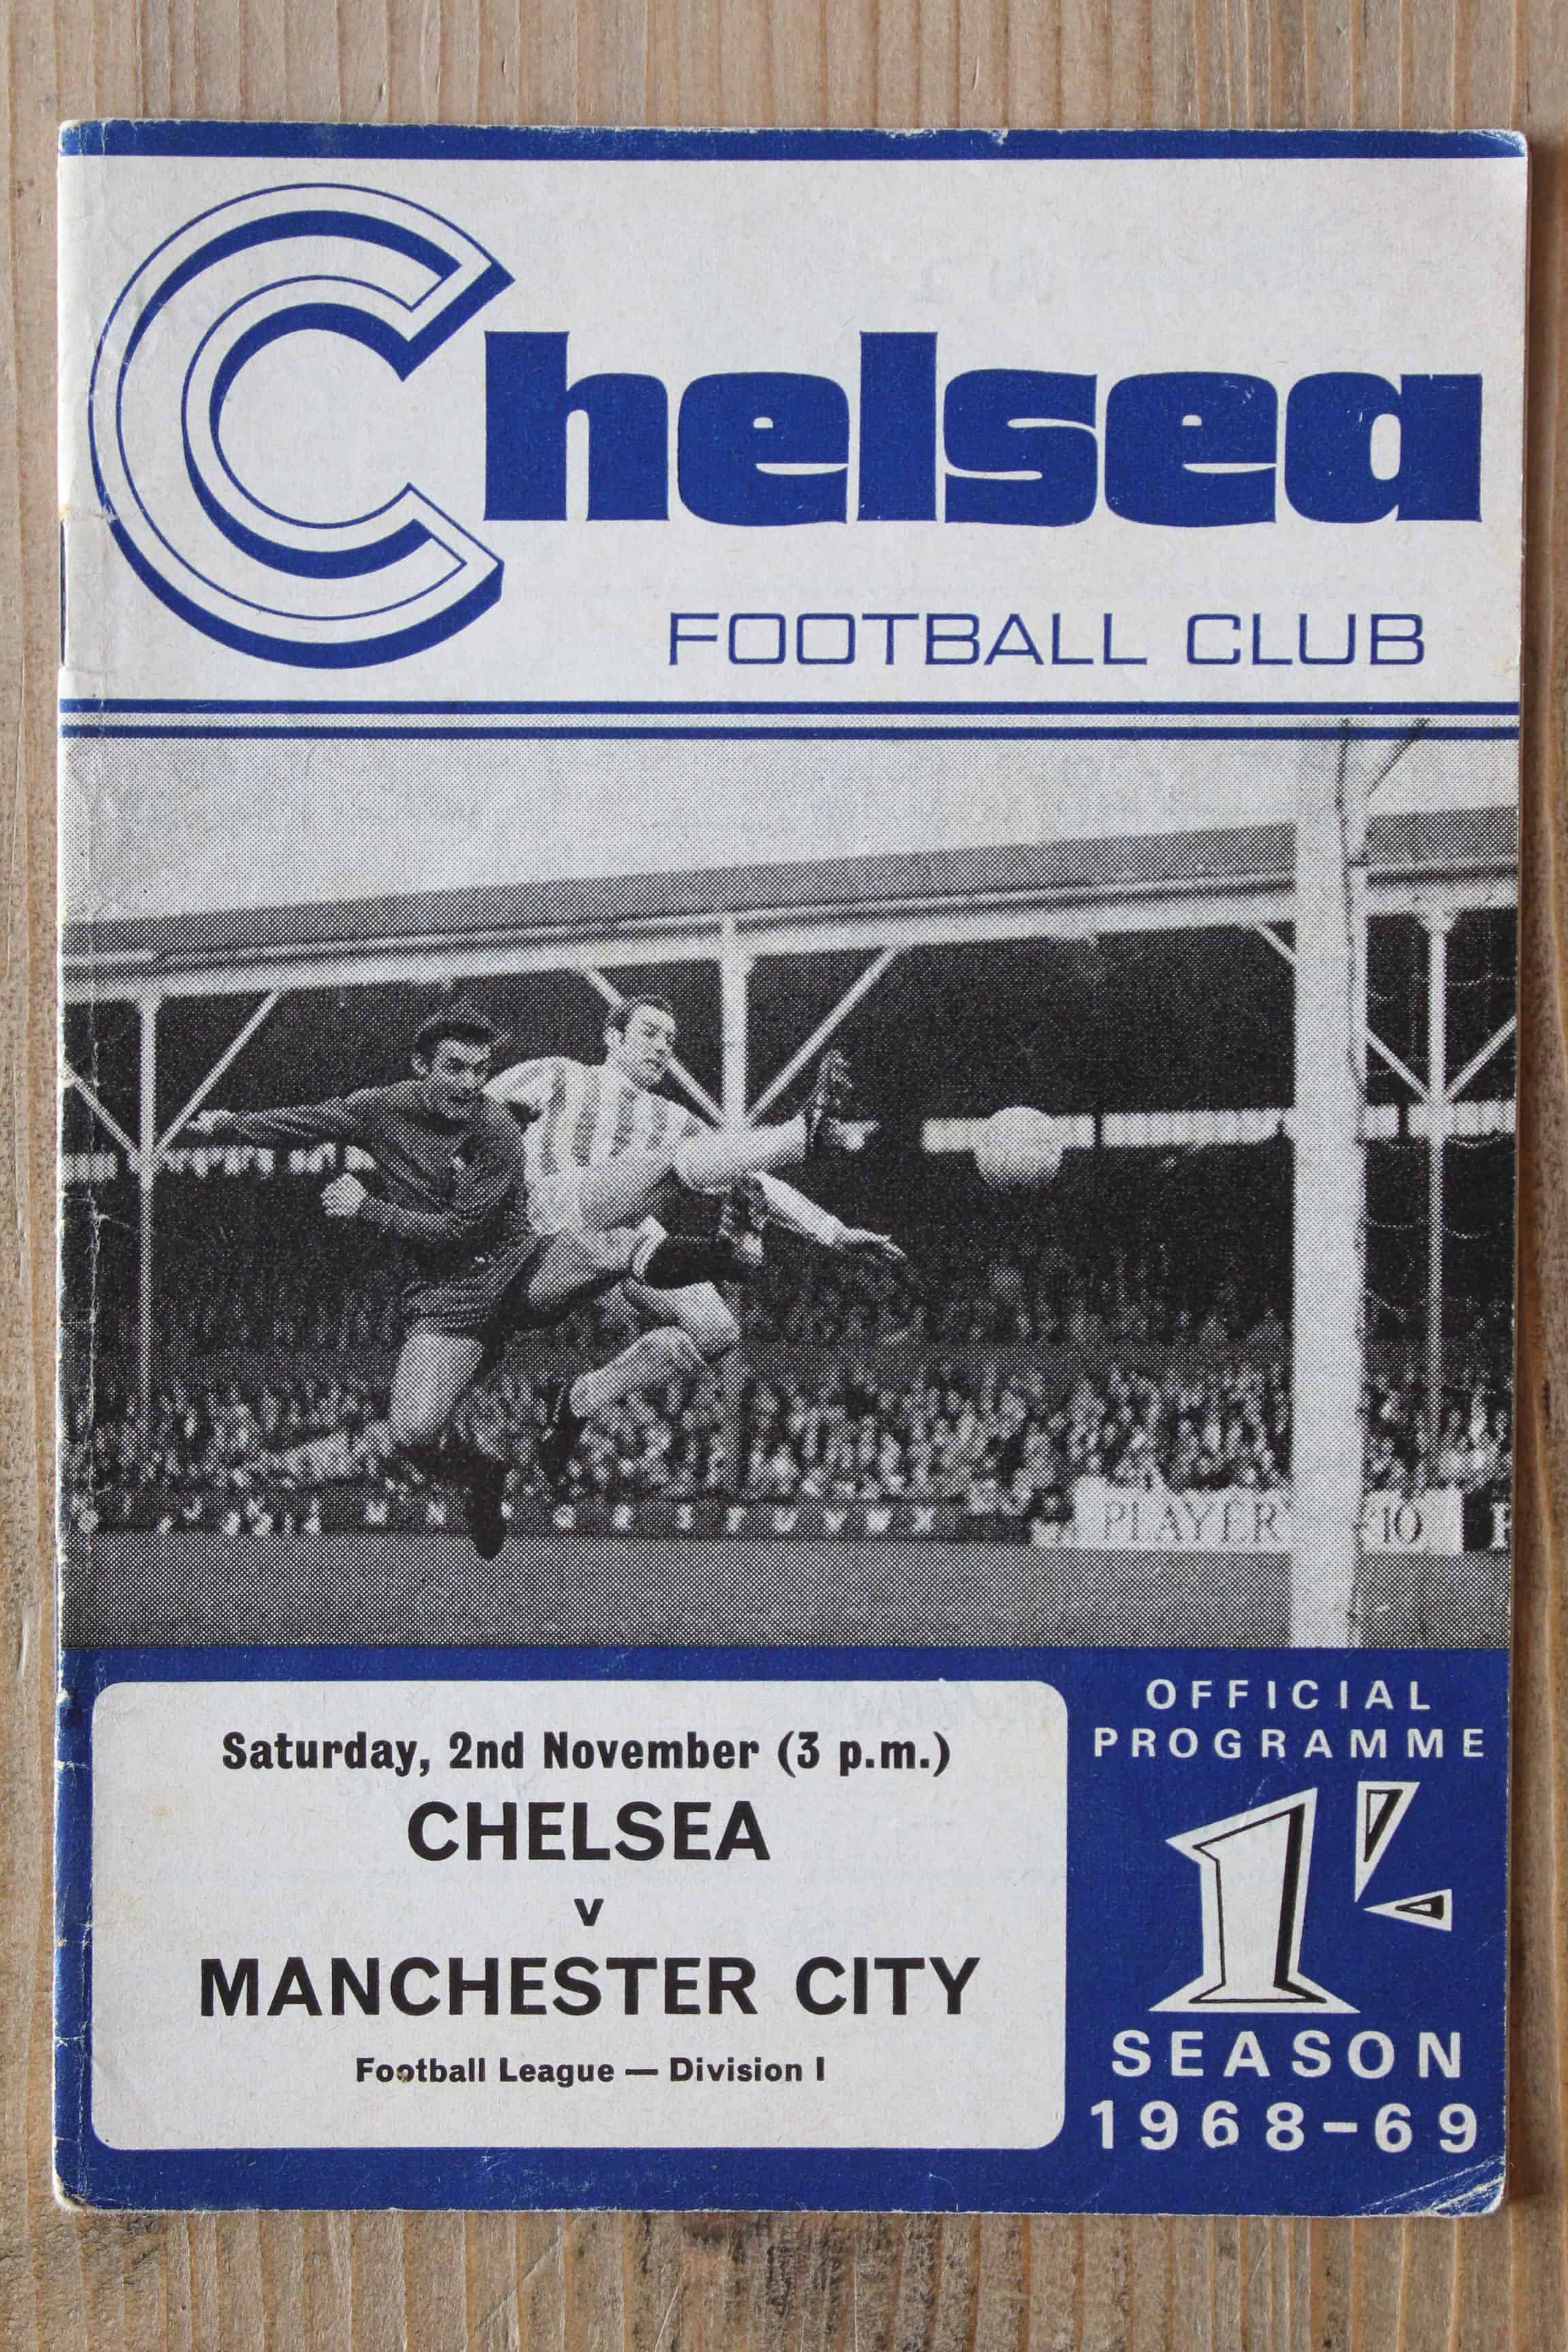 Chelsea
FOOTBALL CLUB
PLAYER
10
Saturday, 2nd November (3 p.m.)
CHELSEA
v
MANCHESTER CITY
Football League — Division I
OFFICIAL
PROGRAMME
1/-
SEASON
1968-69